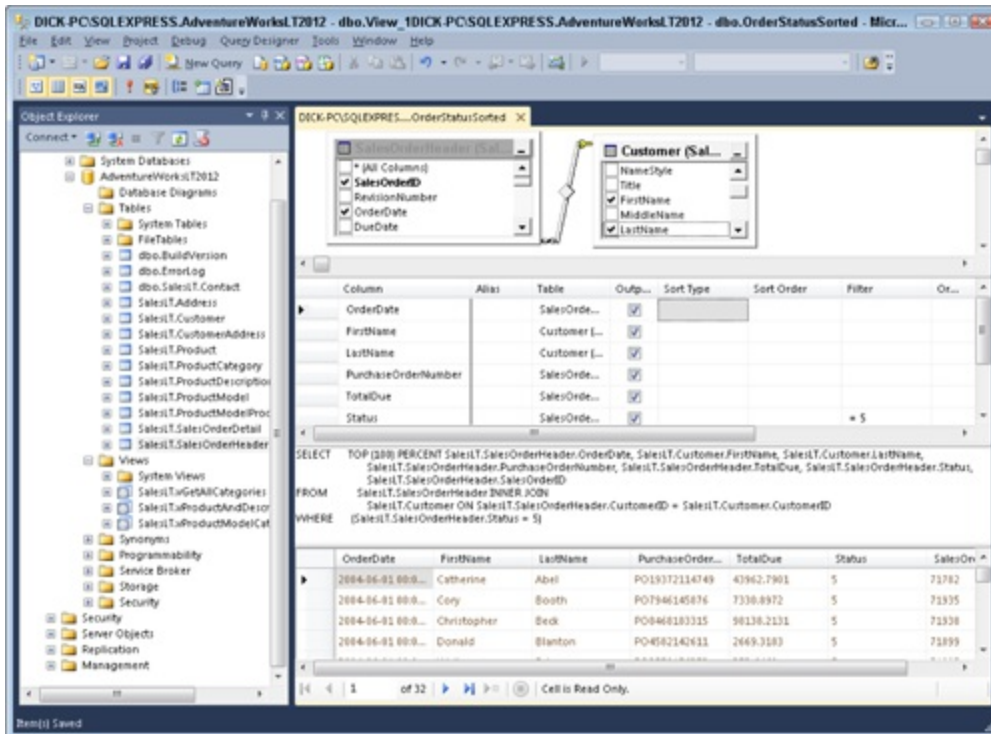 DICK-PC\SQLEXPRESS.AdventureWorksLT2012 - dbo.View_1DICK-PC\SQLEXPRESS.AdventureWorksLT2012 - dbo.OrderStatusSorted - Micr...
File Edit View Project Debug Query Designer Tools Window Help
New Query
Object Explorer
DICK-PC\SQLEXPRES....OrderStatusSorted
Connect
System Databases
AdventureWorksLT2012
Database Diagrams
Tables
System Tables
FileTables
dbo.BuildVersion
dbo.ErrorLog
dbo.SalesLT.Contact
SalesLT.Address
SalesLT.Customer
SalesLT.CustomerAddress
SalesLT.Product
SalesLT.ProductCategory
SalesLT.ProductDescription
SalesLT.ProductModel
SalesLT.ProductModelProc
SalesLT.SalesOrderDetail
SalesLT.SalesOrderHeader
Views
System Views
SalesLT.vGetAllCategories
SalesLT.vProductAndDescr
SalesLT.vProductModelCat
Synonyms
Programmability
Service Broker
Storage
Security
Security
Server Objects
Replication
Management
SalesOrderHeader (Sal...
* (All Columns)
SalesOrderID
RevisionNumber
OrderDate
DueDate
Customer (Sal...
NameStyle
Title
FirstName
MiddleName
LastName
Column Alias Table Outp... Sort Type Sort Order Filter Or...
OrderDate SalesOrde...
FirstName Customer (...
LastName Customer (...
PurchaseOrderNumber SalesOrde...
TotalDue SalesOrde...
Status SalesOrde... = 5
SELECT TOP (100) PERCENT SalesLT.SalesOrderHeader.OrderDate, SalesLT.Customer.FirstName, SalesLT.Customer.LastName,
SalesLT.SalesOrderHeader.PurchaseOrderNumber, SalesLT.SalesOrderHeader.TotalDue, SalesLT.SalesOrderHeader.Status,
SalesLT.SalesOrderHeader.SalesOrderID
FROM SalesLT.SalesOrderHeader INNER JOIN
SalesLT.Customer ON SalesLT.SalesOrderHeader.CustomerID = SalesLT.Customer.CustomerID
WHERE (SalesLT.SalesOrderHeader.Status = 5)
OrderDate FirstName LastName PurchaseOrder... TotalDue Status SalesOr
2004-06-01 00:0... Catherine Abel PO19372114749 43962.7901 5 71782
2004-06-01 00:0... Cory Booth PO7946145876 7330.8972 5 71935
2004-06-01 00:0... Christopher Beck PO8460183315 98138.2131 5 71938
2004-06-01 00:0... Donald Blanton PO4582142611 2669.3183 5 71899
1 of 32 Cell is Read Only.
Item(s) Saved